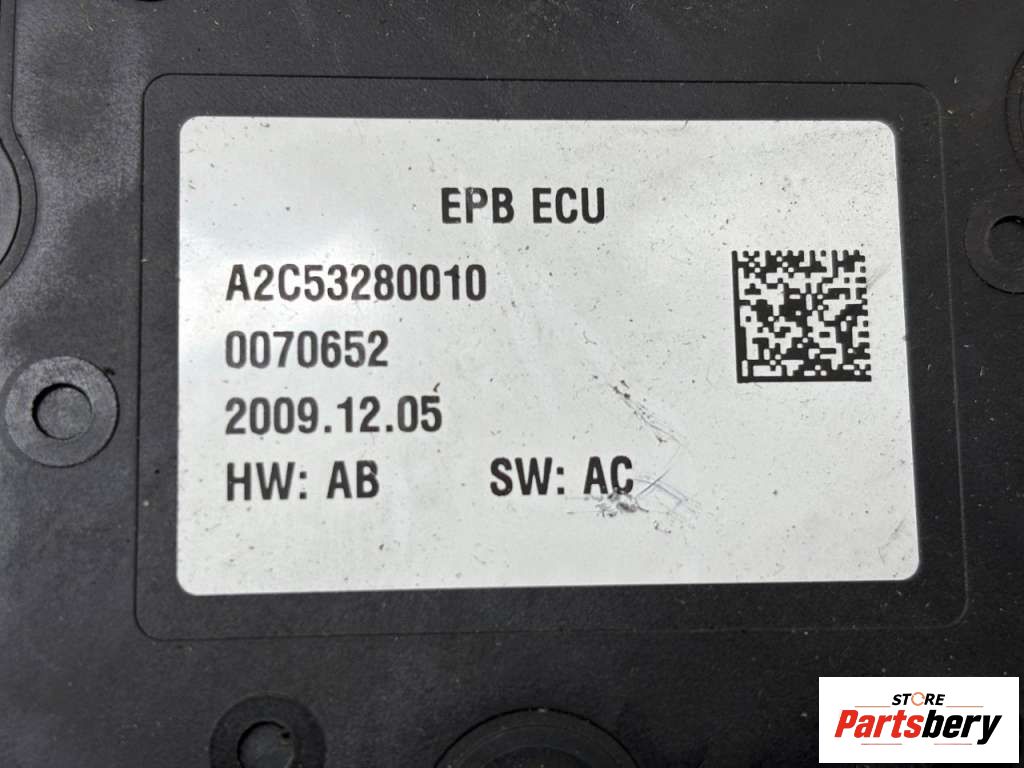 EPB ECU
A2C53280010
0070652
2009.12.05
HW: AB SW: AC
STORE
Partsbery